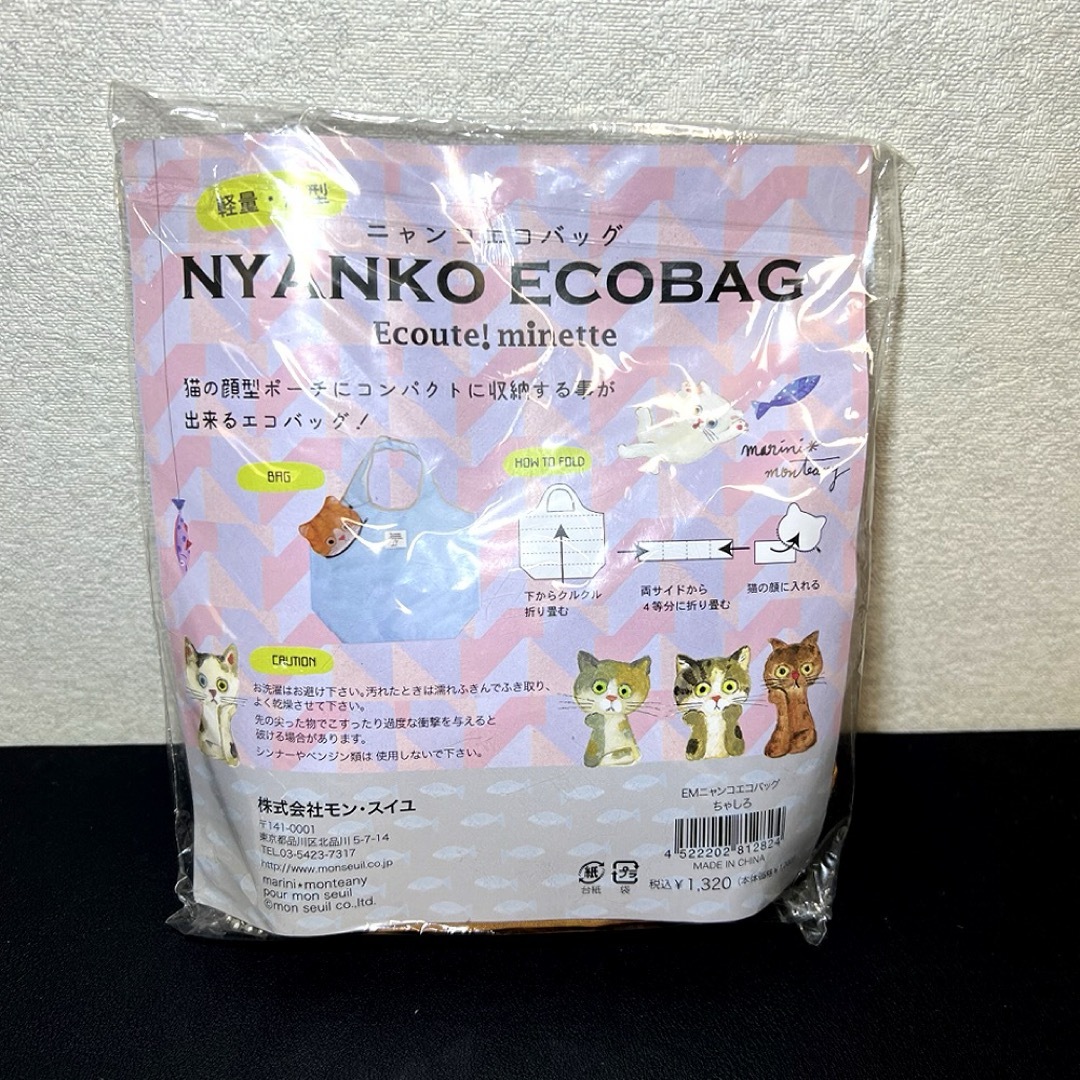 軽量・ 型
ニャンコエコバッグ
NYANKO ECOBAG
Ecoute! minette
猫の顔型ポーチにコンパクトに収納する事が
出来るエコバッグ!
marini*
monteany
BAG
HOW TO FOLD
下からクルクル
折り畳む
両サイドから
4等分に折り畳む
猫の顔に入れる
CAUTION
お洗濯はお避け下さい。汚れたときは濡れふきんでふき取り、
よく乾燥させて下さい。
先の尖った物でこすったり過度な衝撃を与えると
破ける場合があります。
シンナーやベンジン類は 使用しないで下さい。
株式会社モン・スイユ
〒141-0001
東京都品川区北品川5-7-14
TEL.03-5423-7317
http://www.monseuil.co.jp
marini*monteany
pour mon seuil
©mon seuil co.,ltd.
EMニャンコエコバッグ
ちゃしろ
4 522202 812824
MADE IN CHINA
紙
台紙
プラ
袋
税込¥1,320 (本体価格